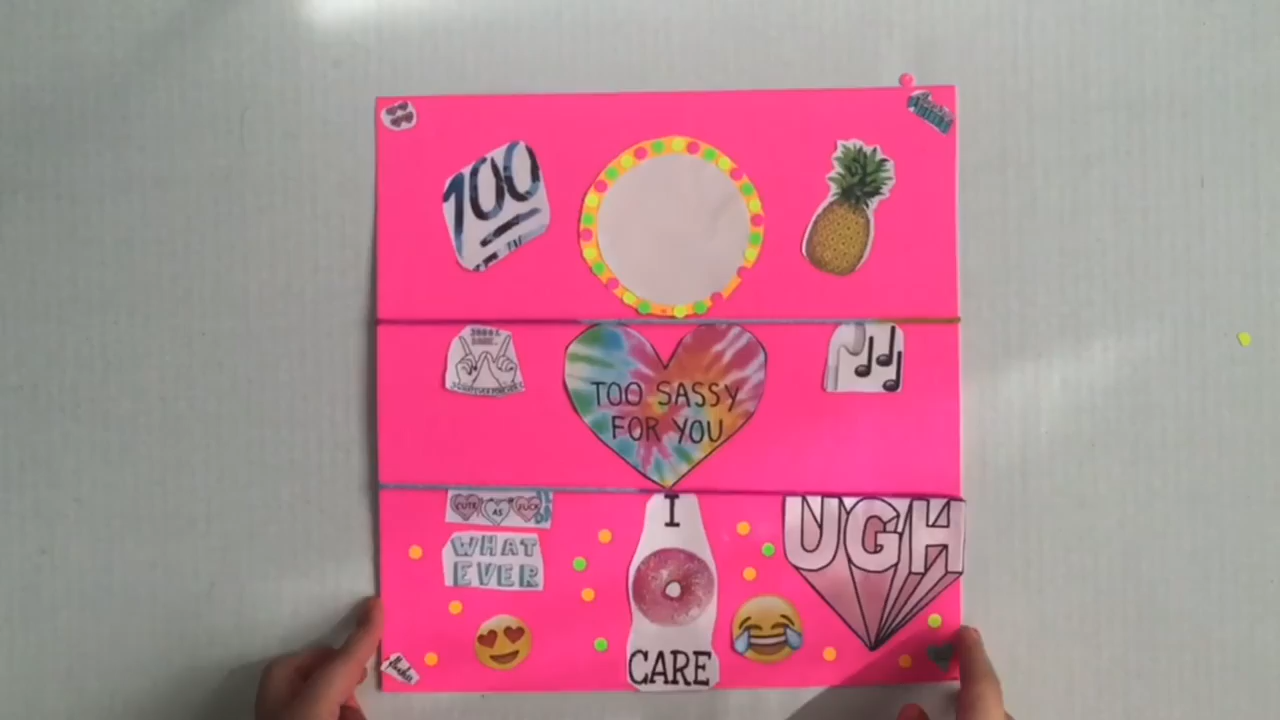 100
TOO SASSY
FOR YOU
CUTE AS FUCK
WHAT
EVER
I
CARE
UGH